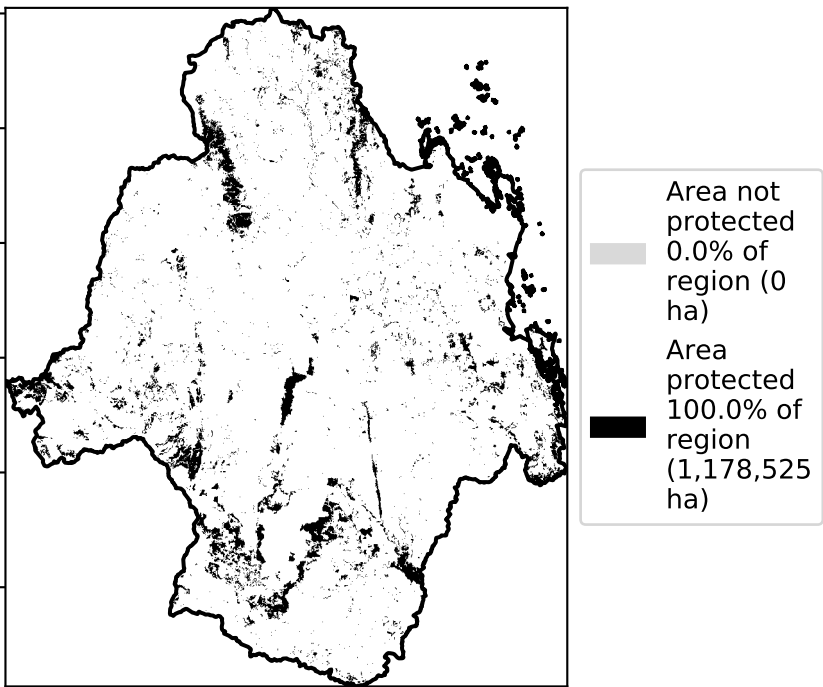 Area not
protected
0.0% of
region (0
ha)
Area
protected
100.0% of
region
(1,178,525
ha)